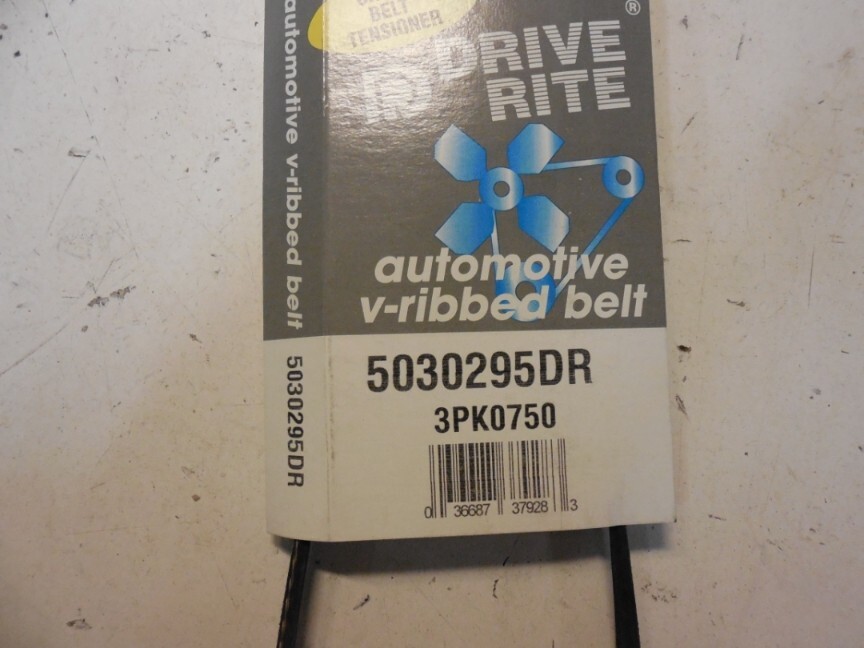 BELT
TENSIONER
DRIVE
RITE
®
automotive
v-ribbed belt
5030295DR
3PK0750
0 36687 37928 3
automotive v-ribbed belt 5030295DR